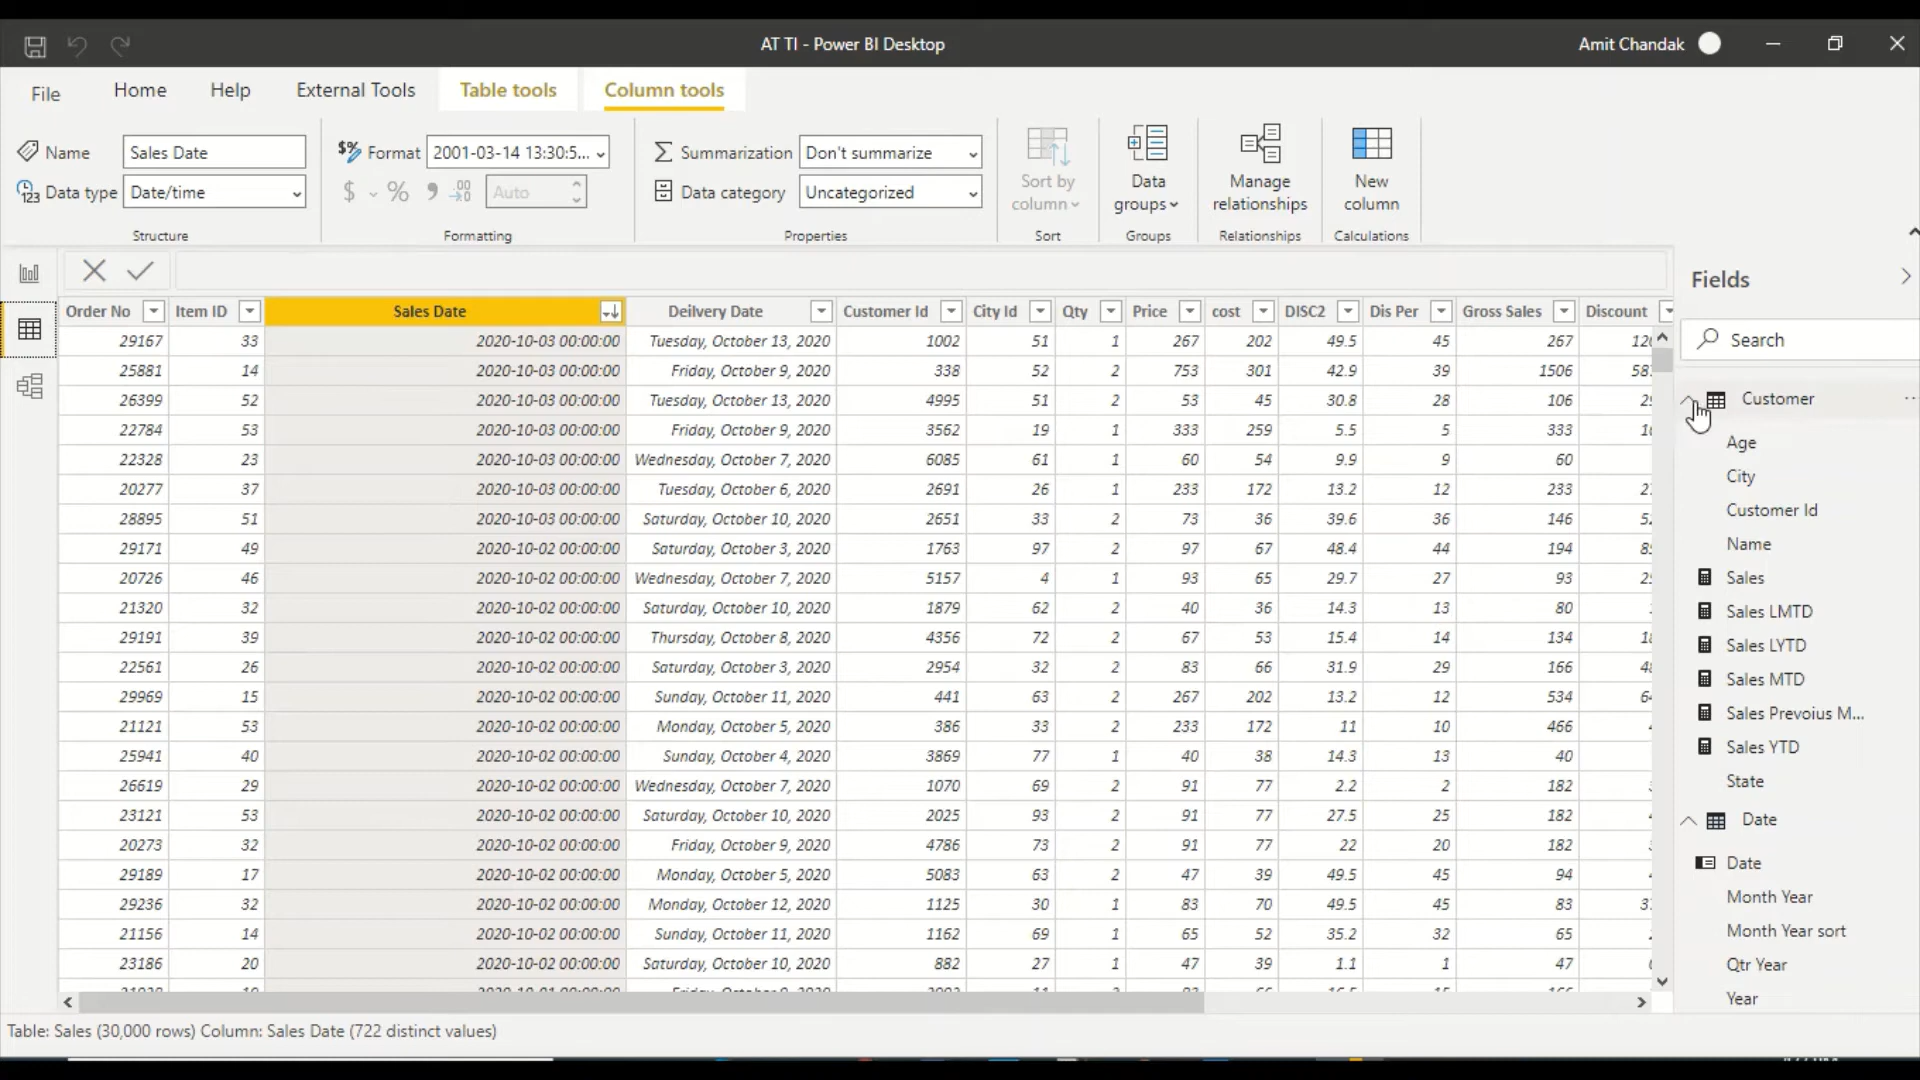 AT TI - Power BI Desktop
Amit Chandak
File Home Help External Tools Table tools Column tools
Name Sales Date
Format 2001-03-14 13:30:5...
Summarization Don't summarize
Data type Date/time
$ % Auto
Data category Uncategorized
Sort by column
Data groups
Manage relationships
New column
Structure Formatting Properties Sort Groups Relationships Calculations
Fields
Search
Order No Item ID Sales Date Deilvery Date Customer Id City Id Qty Price cost DISC2 Dis Per Gross Sales Discount
29167 33 2020-10-03 00:00:00 Tuesday, October 13, 2020 1002 51 1 267 202 49.5 45 267
25881 14 2020-10-03 00:00:00 Friday, October 9, 2020 338 52 2 753 301 42.9 39 1506
26399 52 2020-10-03 00:00:00 Tuesday, October 13, 2020 4995 51 2 53 45 30.8 28 106
22784 53 2020-10-03 00:00:00 Friday, October 9, 2020 3562 19 1 333 259 5.5 5 333
22328 23 2020-10-03 00:00:00 Wednesday, October 7, 2020 6085 61 1 60 54 9.9 9 60
20277 37 2020-10-03 00:00:00 Tuesday, October 6, 2020 2691 26 1 233 172 13.2 12 233
28895 51 2020-10-03 00:00:00 Saturday, October 10, 2020 2651 33 2 73 36 39.6 36 146
29171 49 2020-10-02 00:00:00 Saturday, October 3, 2020 1763 97 2 97 67 48.4 44 194
20726 46 2020-10-02 00:00:00 Wednesday, October 7, 2020 5157 4 1 93 65 29.7 27 93
21320 32 2020-10-02 00:00:00 Saturday, October 10, 2020 1879 62 2 40 36 14.3 13 80
29191 39 2020-10-02 00:00:00 Thursday, October 8, 2020 4356 72 2 67 53 15.4 14 134
22561 26 2020-10-02 00:00:00 Saturday, October 3, 2020 2954 32 2 83 66 31.9 29 166
29969 15 2020-10-02 00:00:00 Sunday, October 11, 2020 441 63 2 267 202 13.2 12 534
21121 53 2020-10-02 00:00:00 Monday, October 5, 2020 386 33 2 233 172 11 10 466
25941 40 2020-10-02 00:00:00 Sunday, October 4, 2020 3869 77 1 40 38 14.3 13 40
26619 29 2020-10-02 00:00:00 Wednesday, October 7, 2020 1070 69 2 91 77 2.2 2 182
23121 53 2020-10-02 00:00:00 Saturday, October 10, 2020 2025 93 2 91 77 27.5 25 182
20273 32 2020-10-02 00:00:00 Friday, October 9, 2020 4786 73 2 91 77 22 20 182
29189 17 2020-10-02 00:00:00 Monday, October 5, 2020 5083 63 2 47 39 49.5 45 94
29236 32 2020-10-02 00:00:00 Monday, October 12, 2020 1125 30 1 83 70 49.5 45 83
21156 14 2020-10-02 00:00:00 Sunday, October 11, 2020 1162 69 1 65 52 35.2 32 65
23186 20 2020-10-02 00:00:00 Saturday, October 10, 2020 882 27 1 47 39 1.1 1 47
Customer
Age
City
Customer Id
Name
Sales
Sales LMTD
Sales LYTD
Sales MTD
Sales Prevoius M...
Sales YTD
State
Date
Date
Month Year
Month Year sort
Qtr Year
Year
Table: Sales (30,000 rows) Column: Sales Date (722 distinct values)